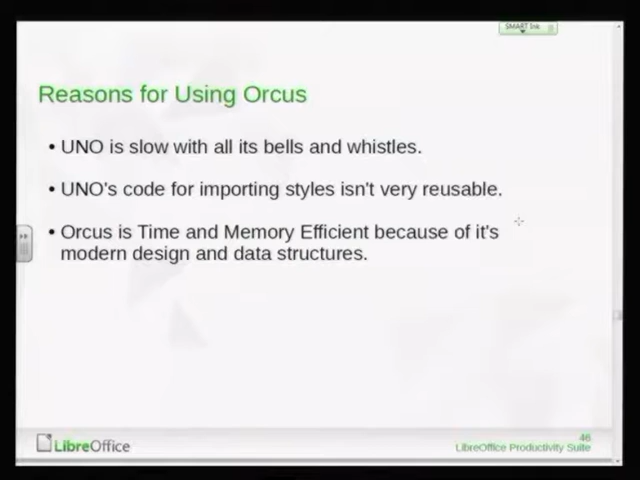 SMART Ink
Reasons for Using Orcus
• UNO is slow with all its bells and whistles.
• UNO's code for importing styles isn't very reusable.
• Orcus is Time and Memory Efficient because of it's
modern design and data structures.
LibreOffice
46
LibreOffice Productivity Suite